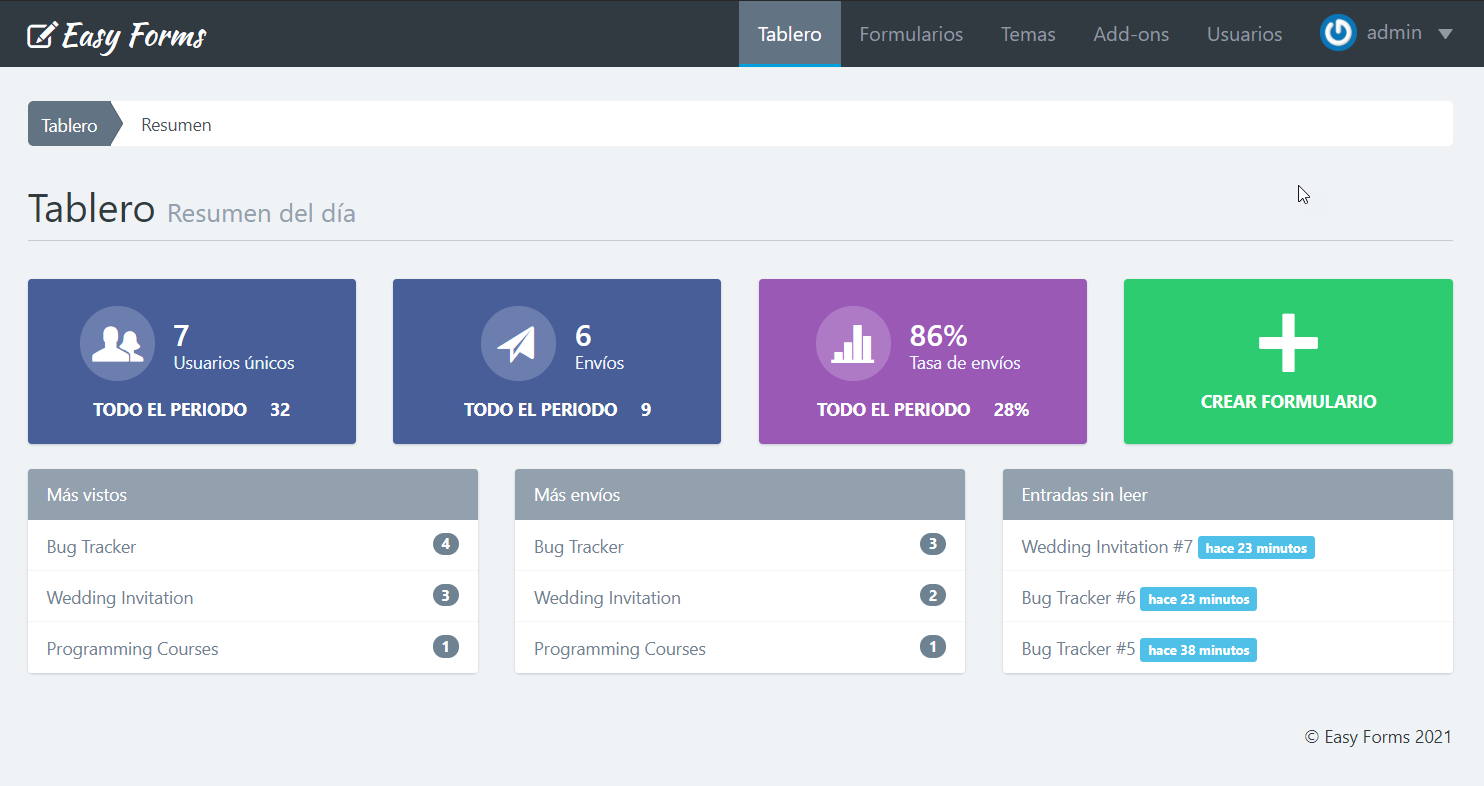 Easy Forms Tablero Formularios Temas Add-ons Usuarios admin
Tablero Resumen
Tablero Resumen del día
7
Usuarios únicos
TODO EL PERIODO 32
6
Envíos
TODO EL PERIODO 9
86%
Tasa de envíos
TODO EL PERIODO 28%
CREAR FORMULARIO
Más vistos
Bug Tracker 4
Wedding Invitation 3
Programming Courses 1
Más envíos
Bug Tracker 3
Wedding Invitation 2
Programming Courses 1
Entradas sin leer
Wedding Invitation #7 hace 23 minutos
Bug Tracker #6 hace 23 minutos
Bug Tracker #5 hace 38 minutos
© Easy Forms 2021